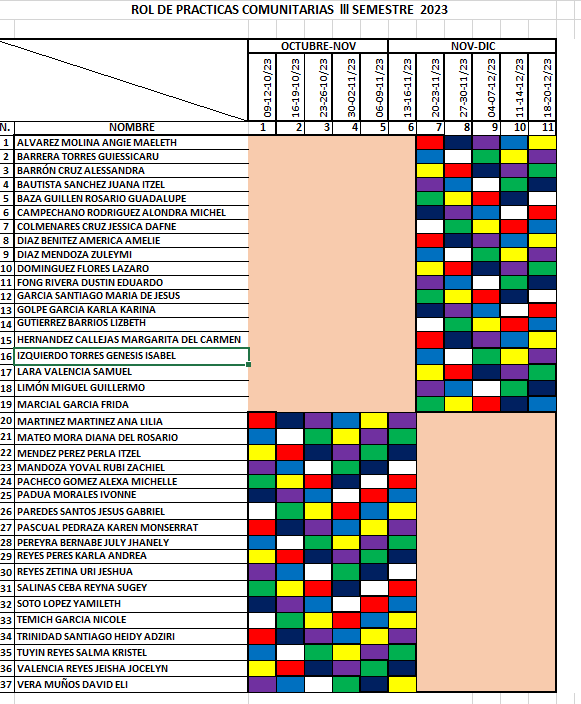 ROL DE PRACTICAS COMUNITARIAS lll SEMESTRE 2023
OCTUBRE-NOV NOV-DIC
09-12-10/23 16-19-10/23 23-26-10/23 30-02-11/23 06-09-11/23 13-16-11/23 20-23-11/23 27-30-11/23 04-07-12/23 11-14-12/23 18-20-12/23
N. NOMBRE 1 2 3 4 5 6 7 8 9 10 11
1 ALVAREZ MOLINA ANGIE MAELETH
2 BARRERA TORRES GUIESSICARU
3 BARRÓN CRUZ ALESSANDRA
4 BAUTISTA SANCHEZ JUANA ITZEL
5 BAZA GUILLEN ROSARIO GUADALUPE
6 CAMPECHANO RODRIGUEZ ALONDRA MICHEL
7 COLMENARES CRUZ JESSICA DAFNE
8 DIAZ BENITEZ AMERICA AMELIE
9 DIAZ MENDOZA ZULEYMI
10 DOMINGUEZ FLORES LAZARO
11 FONG RIVERA DUSTIN EDUARDO
12 GARCIA SANTIAGO MARIA DE JESUS
13 GOLPE GARCIA KARLA KARINA
14 GUTIERREZ BARRIOS LIZBETH
15 HERNANDEZ CALLEJAS MARGARITA DEL CARMEN
16 IZQUIERDO TORRES GENESIS ISABEL
17 LARA VALENCIA SAMUEL
18 LIMÓN MIGUEL GUILLERMO
19 MARCIAL GARCIA FRIDA
20 MARTINEZ MARTINEZ ANA LILIA
21 MATEO MORA DIANA DEL ROSARIO
22 MENDEZ PEREZ PERLA ITZEL
23 MANDOZA YOVAL RUBI ZACHIEL
24 PACHECO GOMEZ ALEXA MICHELLE
25 PADUA MORALES IVONNE
26 PAREDES SANTOS JESUS GABRIEL
27 PASCUAL PEDRAZA KAREN MONSERRAT
28 PEREYRA BERNABE JULY JHANELY
29 REYES PERES KARLA ANDREA
30 REYES ZETINA URI JESHUA
31 SALINAS CEBA REYNA SUGEY
32 SOTO LOPEZ YAMILETH
33 TEMICH GARCIA NICOLE
34 TRINIDAD SANTIAGO HEIDY ADZIRI
35 TUYIN REYES SALMA KRISTEL
36 VALENCIA REYES JEISHA JOCELYN
37 VERA MUÑOS DAVID ELI